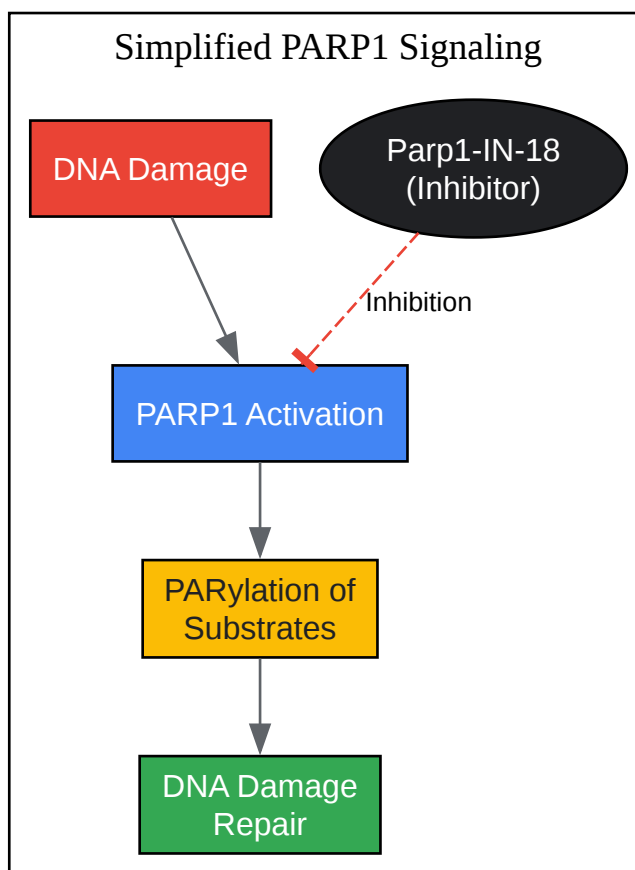 Simplified PARP1 Signaling
DNA Damage
Parp1-IN-18
(Inhibitor)
Inhibition
PARP1 Activation
PARylation of
Substrates
DNA Damage
Repair